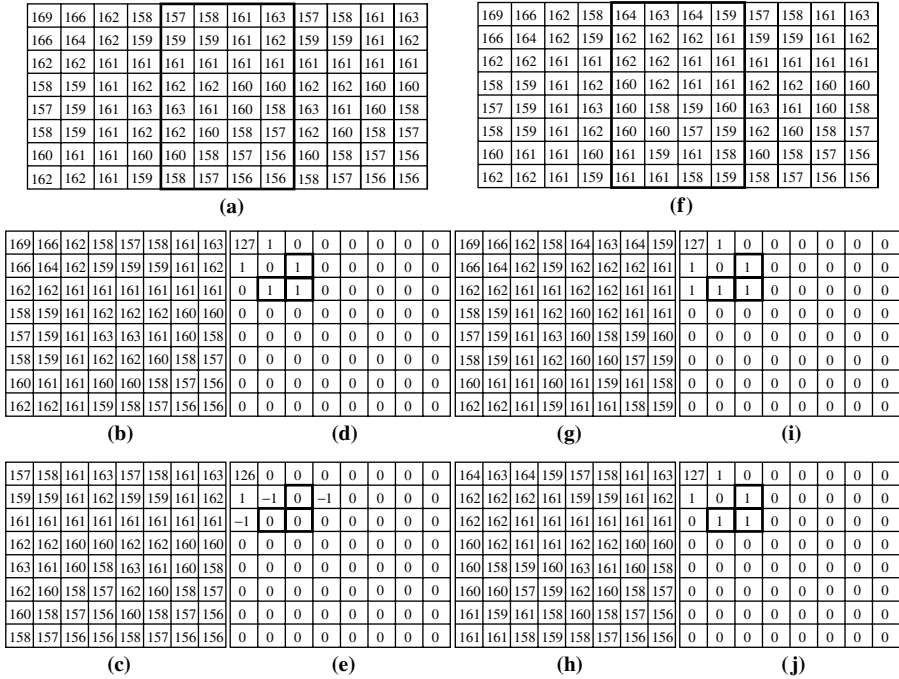 169 166 162 158 157 158 161 163 157 158 161 163
166 164 162 159 159 159 161 162 159 159 161 162
162 162 161 161 161 161 161 161 161 161 161 161
158 159 161 162 162 162 160 160 162 162 160 160
157 159 161 163 163 161 160 158 163 161 160 158
158 159 161 162 162 160 158 157 162 160 158 157
160 161 161 160 160 158 157 156 160 158 157 156
162 162 161 159 158 157 156 156 158 157 156 156
(a)
169 166 162 158 164 163 164 159 157 158 161 163
166 164 162 159 162 162 162 161 159 159 161 162
162 162 161 161 162 162 161 161 161 161 161 161
158 159 161 162 160 162 161 161 162 162 160 160
157 159 161 163 160 158 159 160 163 161 160 158
158 159 161 162 160 160 157 159 162 160 158 157
160 161 161 160 161 159 161 158 160 158 157 156
162 162 161 159 161 161 158 159 158 157 156 156
(f)
169 166 162 158 157 158 161 163
166 164 162 159 159 159 161 162
162 162 161 161 161 161 161 161
158 159 161 162 162 162 160 160
157 159 161 163 163 161 160 158
158 159 161 162 162 160 158 157
160 161 161 160 160 158 157 156
162 162 161 159 158 157 156 156
(b)
127 1 0 0 0 0 0 0
1 0 1 0 0 0 0 0
0 1 1 0 0 0 0 0
0 0 0 0 0 0 0 0
0 0 0 0 0 0 0 0
0 0 0 0 0 0 0 0
0 0 0 0 0 0 0 0
0 0 0 0 0 0 0 0
(d)
169 166 162 158 164 163 164 159
166 164 162 159 162 162 162 161
162 162 161 161 162 162 161 161
158 159 161 162 160 162 161 161
157 159 161 163 160 158 159 160
158 159 161 162 160 160 157 159
160 161 161 160 161 159 161 158
162 162 161 159 161 161 158 159
(g)
127 1 0 0 0 0 0 0
1 0 1 0 0 0 0 0
1 1 1 0 0 0 0 0
0 0 0 0 0 0 0 0
0 0 0 0 0 0 0 0
0 0 0 0 0 0 0 0
0 0 0 0 0 0 0 0
0 0 0 0 0 0 0 0
(i)
157 158 161 163 157 158 161 163
159 159 161 162 159 159 161 162
161 161 161 161 161 161 161 161
162 162 160 160 162 162 160 160
163 161 160 158 163 161 160 158
162 160 158 157 162 160 158 157
160 158 157 156 160 158 157 156
158 157 156 156 158 157 156 156
(c)
126 0 0 0 0 0 0 0
1 −1 0 −1 0 0 0 0
−1 0 0 0 0 0 0 0
0 0 0 0 0 0 0 0
0 0 0 0 0 0 0 0
0 0 0 0 0 0 0 0
0 0 0 0 0 0 0 0
0 0 0 0 0 0 0 0
(e)
164 163 164 159 157 158 161 163
162 162 162 161 159 159 161 162
162 162 161 161 161 161 161 161
160 162 161 161 162 162 160 160
160 158 159 160 163 161 160 158
160 160 157 159 162 160 158 157
161 159 161 158 160 158 157 156
161 161 158 159 158 157 156 156
(h)
127 1 0 0 0 0 0 0
1 0 1 0 0 0 0 0
0 1 1 0 0 0 0 0
0 0 0 0 0 0 0 0
0 0 0 0 0 0 0 0
0 0 0 0 0 0 0 0
0 0 0 0 0 0 0 0
0 0 0 0 0 0 0 0
(j)